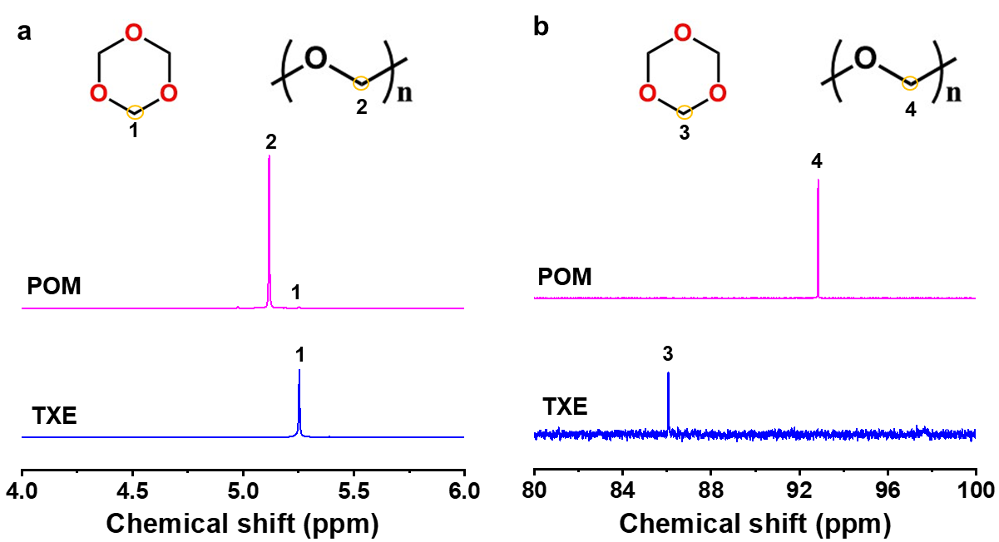 a
O
O O
1
( O ) n
2
2
POM
1
1
TXE
4.0 4.5 5.0 5.5 6.0
Chemical shift (ppm)
b
O
O O
3
( O ) n
4
4
POM
3
TXE
80 84 88 92 96 100
Chemical shift (ppm)